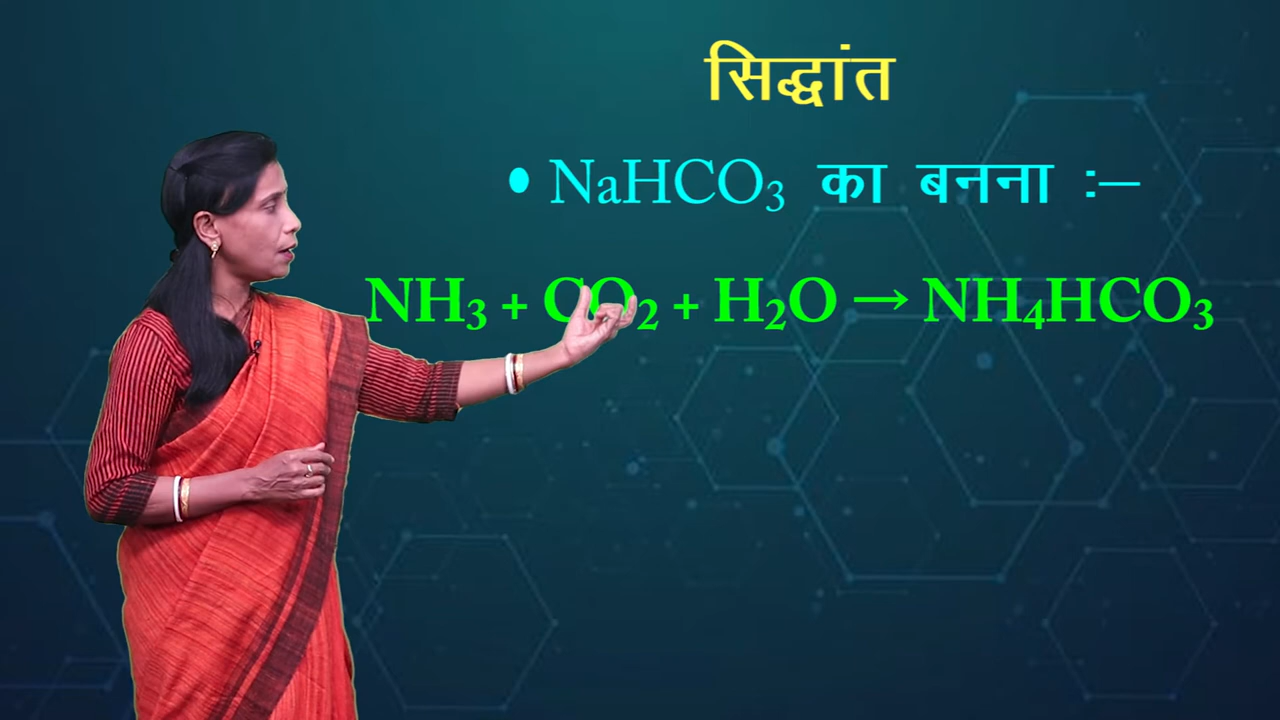 सिद्धांत
• NaHCO₃ का बनना :–
NH₃ + CO₂ + H₂O → NH₄HCO₃